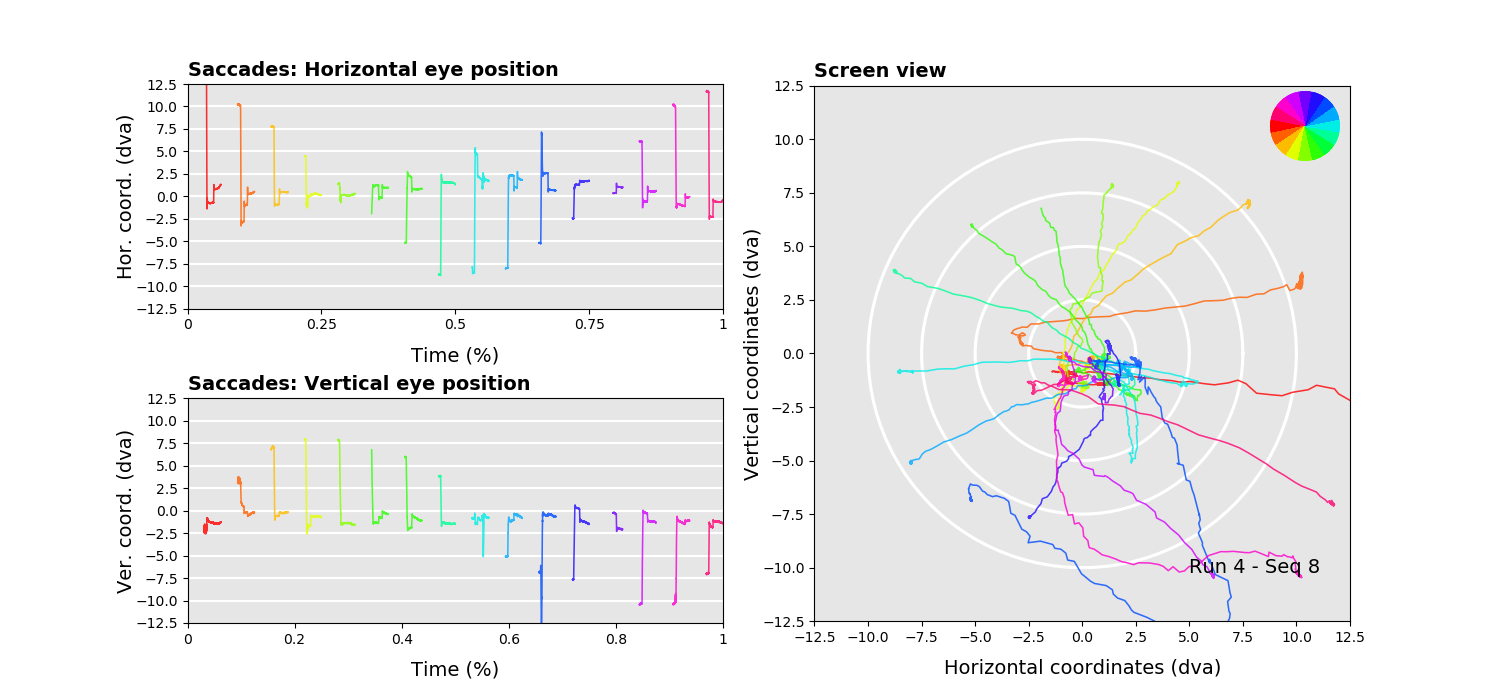 Saccades: Horizontal eye position
Hor. coord. (dva)
12.5
10.0
7.5
5.0
2.5
0.0
−2.5
−5.0
−7.5
−10.0
−12.5
0 0.25 0.5 0.75 1
Time (%)
Saccades: Vertical eye position
Ver. coord. (dva)
12.5
10.0
7.5
5.0
2.5
0.0
−2.5
−5.0
−7.5
−10.0
−12.5
0 0.2 0.4 0.6 0.8 1
Time (%)
Screen view
Vertical coordinates (dva)
12.5
10.0
7.5
5.0
2.5
0.0
−2.5
−5.0
−7.5
−10.0
−12.5
Run 4 - Seq 8
−12.5 −10.0 −7.5 −5.0 −2.5 0.0 2.5 5.0 7.5 10.0 12.5
Horizontal coordinates (dva)